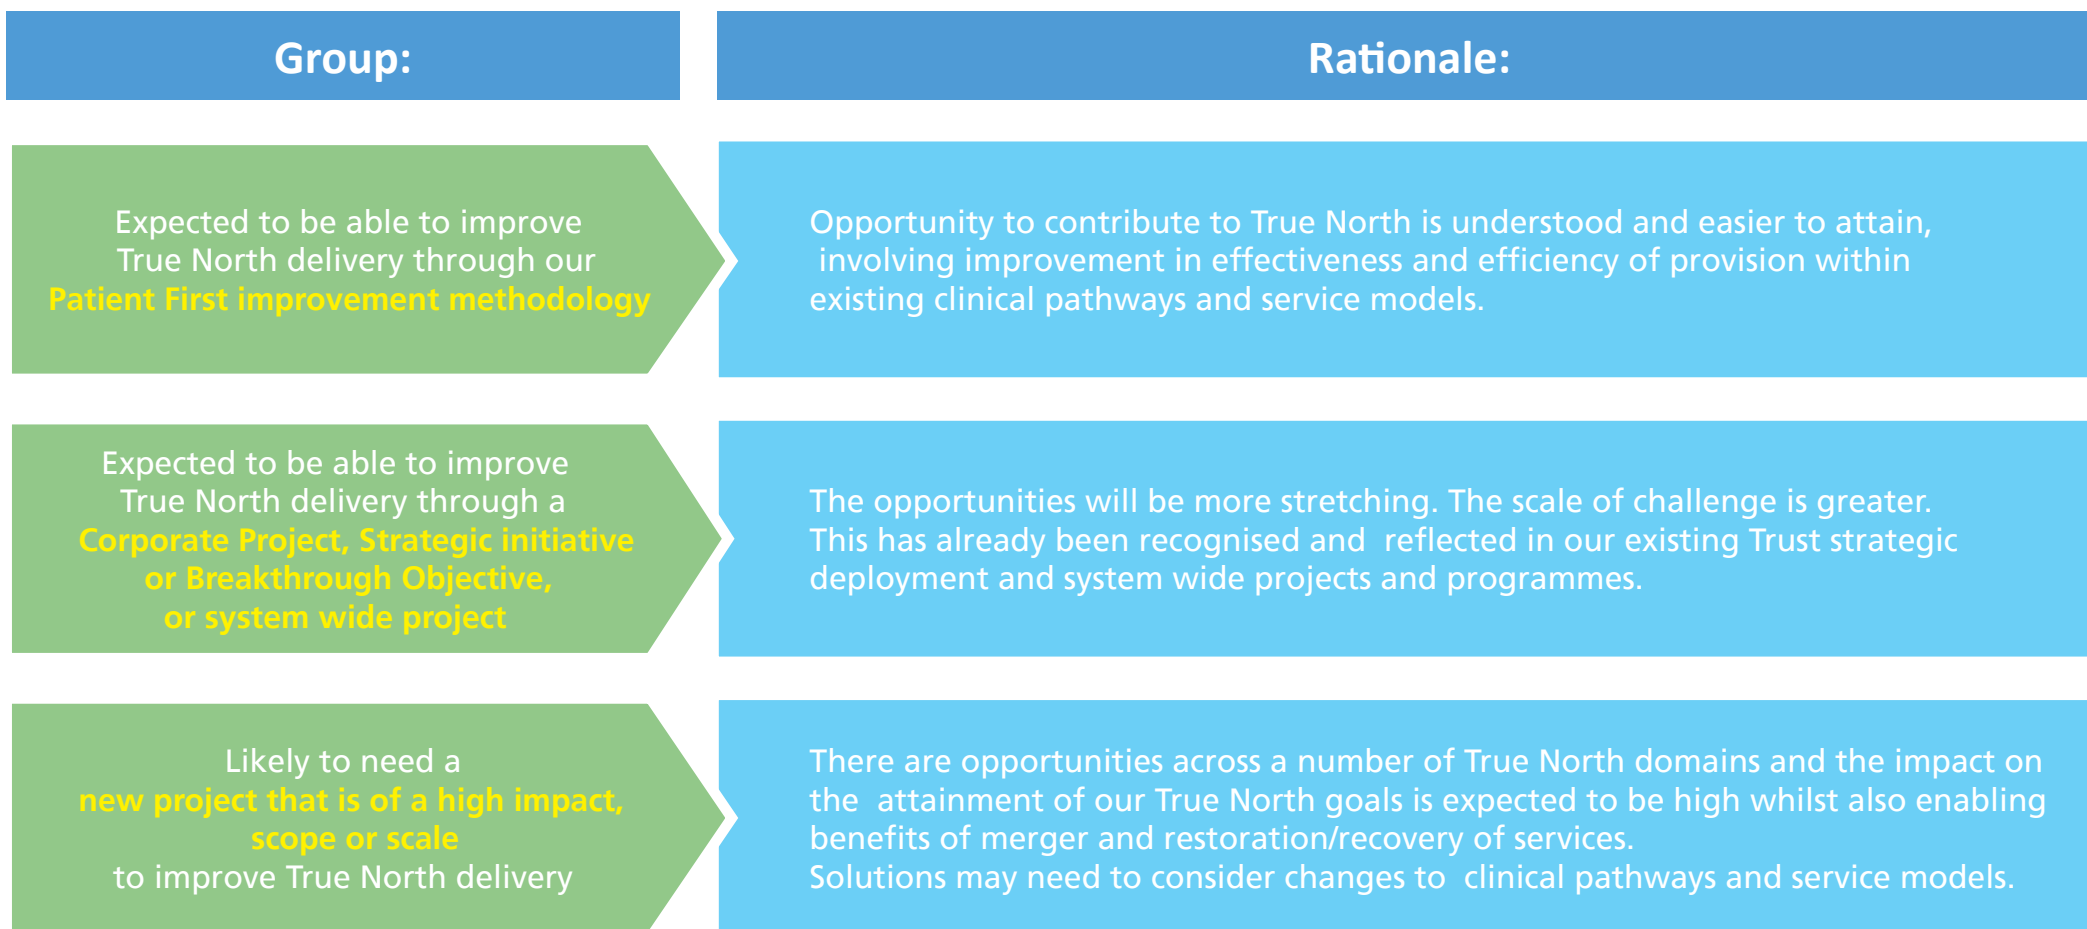 Group:
Rationale:
Expected to be able to improve
True North delivery through our
Patient First improvement methodology
Opportunity to contribute to True North is understood and easier to attain,
involving improvement in effectiveness and efficiency of provision within
existing clinical pathways and service models.
Expected to be able to improve
True North delivery through a
Corporate Project, Strategic initiative
or Breakthrough Objective,
or system wide project
The opportunities will be more stretching. The scale of challenge is greater.
This has already been recognised and reflected in our existing Trust strategic
deployment and system wide projects and programmes.
Likely to need a
new project that is of a high impact,
scope or scale
to improve True North delivery
There are opportunities across a number of True North domains and the impact on
the attainment of our True North goals is expected to be high whilst also enabling
benefits of merger and restoration/recovery of services.
Solutions may need to consider changes to clinical pathways and service models.